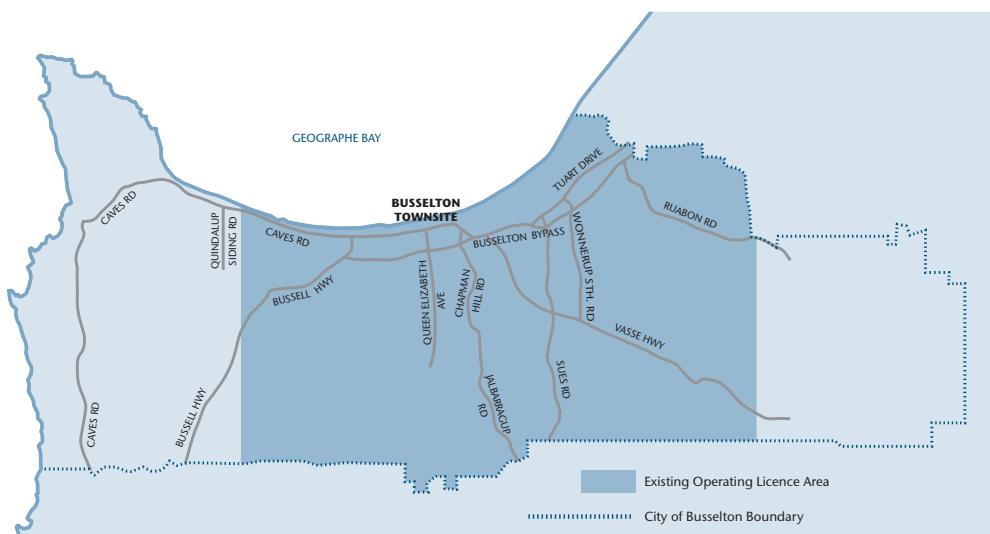 GEOGRAPHE BAY
BUSSELTON
TOWNSITE
TUART DRIVE
CAVES RD
QUINDALUP
SIDING RD
CAVES RD
BUSSELTON BYPASS
WONNERUP STH. RD
RUABON RD
BUSSELL HWY
QUEEN ELIZABETH
AVE
CHAPMAN
HILL RD
VASSE HWY
SUES RD
JALBARRAGUP
RD
CAVES RD
BUSSELL HWY
Existing Operating Licence Area
City of Busselton Boundary